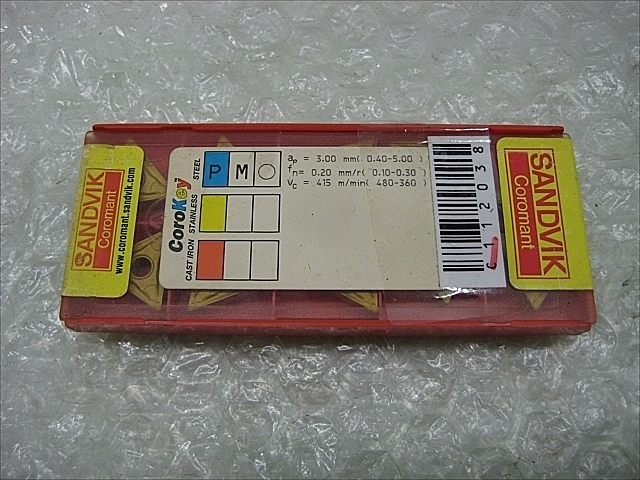 SANDVIK
Coromant
www.coromant.sandvik.com
CoroKey
STEEL
STAINLESS
CAST IRON
P M
ap = 3.00 mm( 0.40-5.00 )
fn= 0.20 mm/r( 0.10-0.30 )
Vc = 415 m/min( 480-360 )
6112038
SANDVIK
Coromant